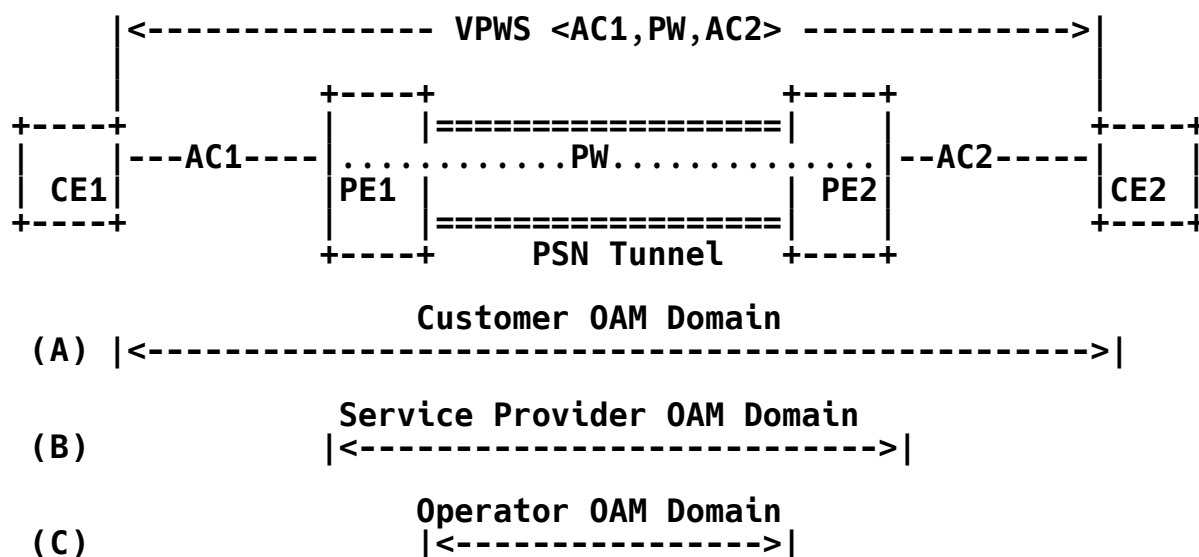 |<--------------- VPWS <AC1,PW,AC2> -------------->|
|                                                  |
|                                                  |
|          +----+                  +----+          |
+----+          |    |==================|    |          +----+
|    |---AC1----|............PW..............|--AC2-----|    |
| CE1|          |PE1 |                  | PE2|          |CE2 |
+----+          |    |==================|    |          +----+
+----+     PSN Tunnel   +----+
Customer OAM Domain
(A) |<------------------------------------------------->|
Service Provider OAM Domain
(B)            |<--------------------------->|
Operator OAM Domain
(C)                 |<---------------->|